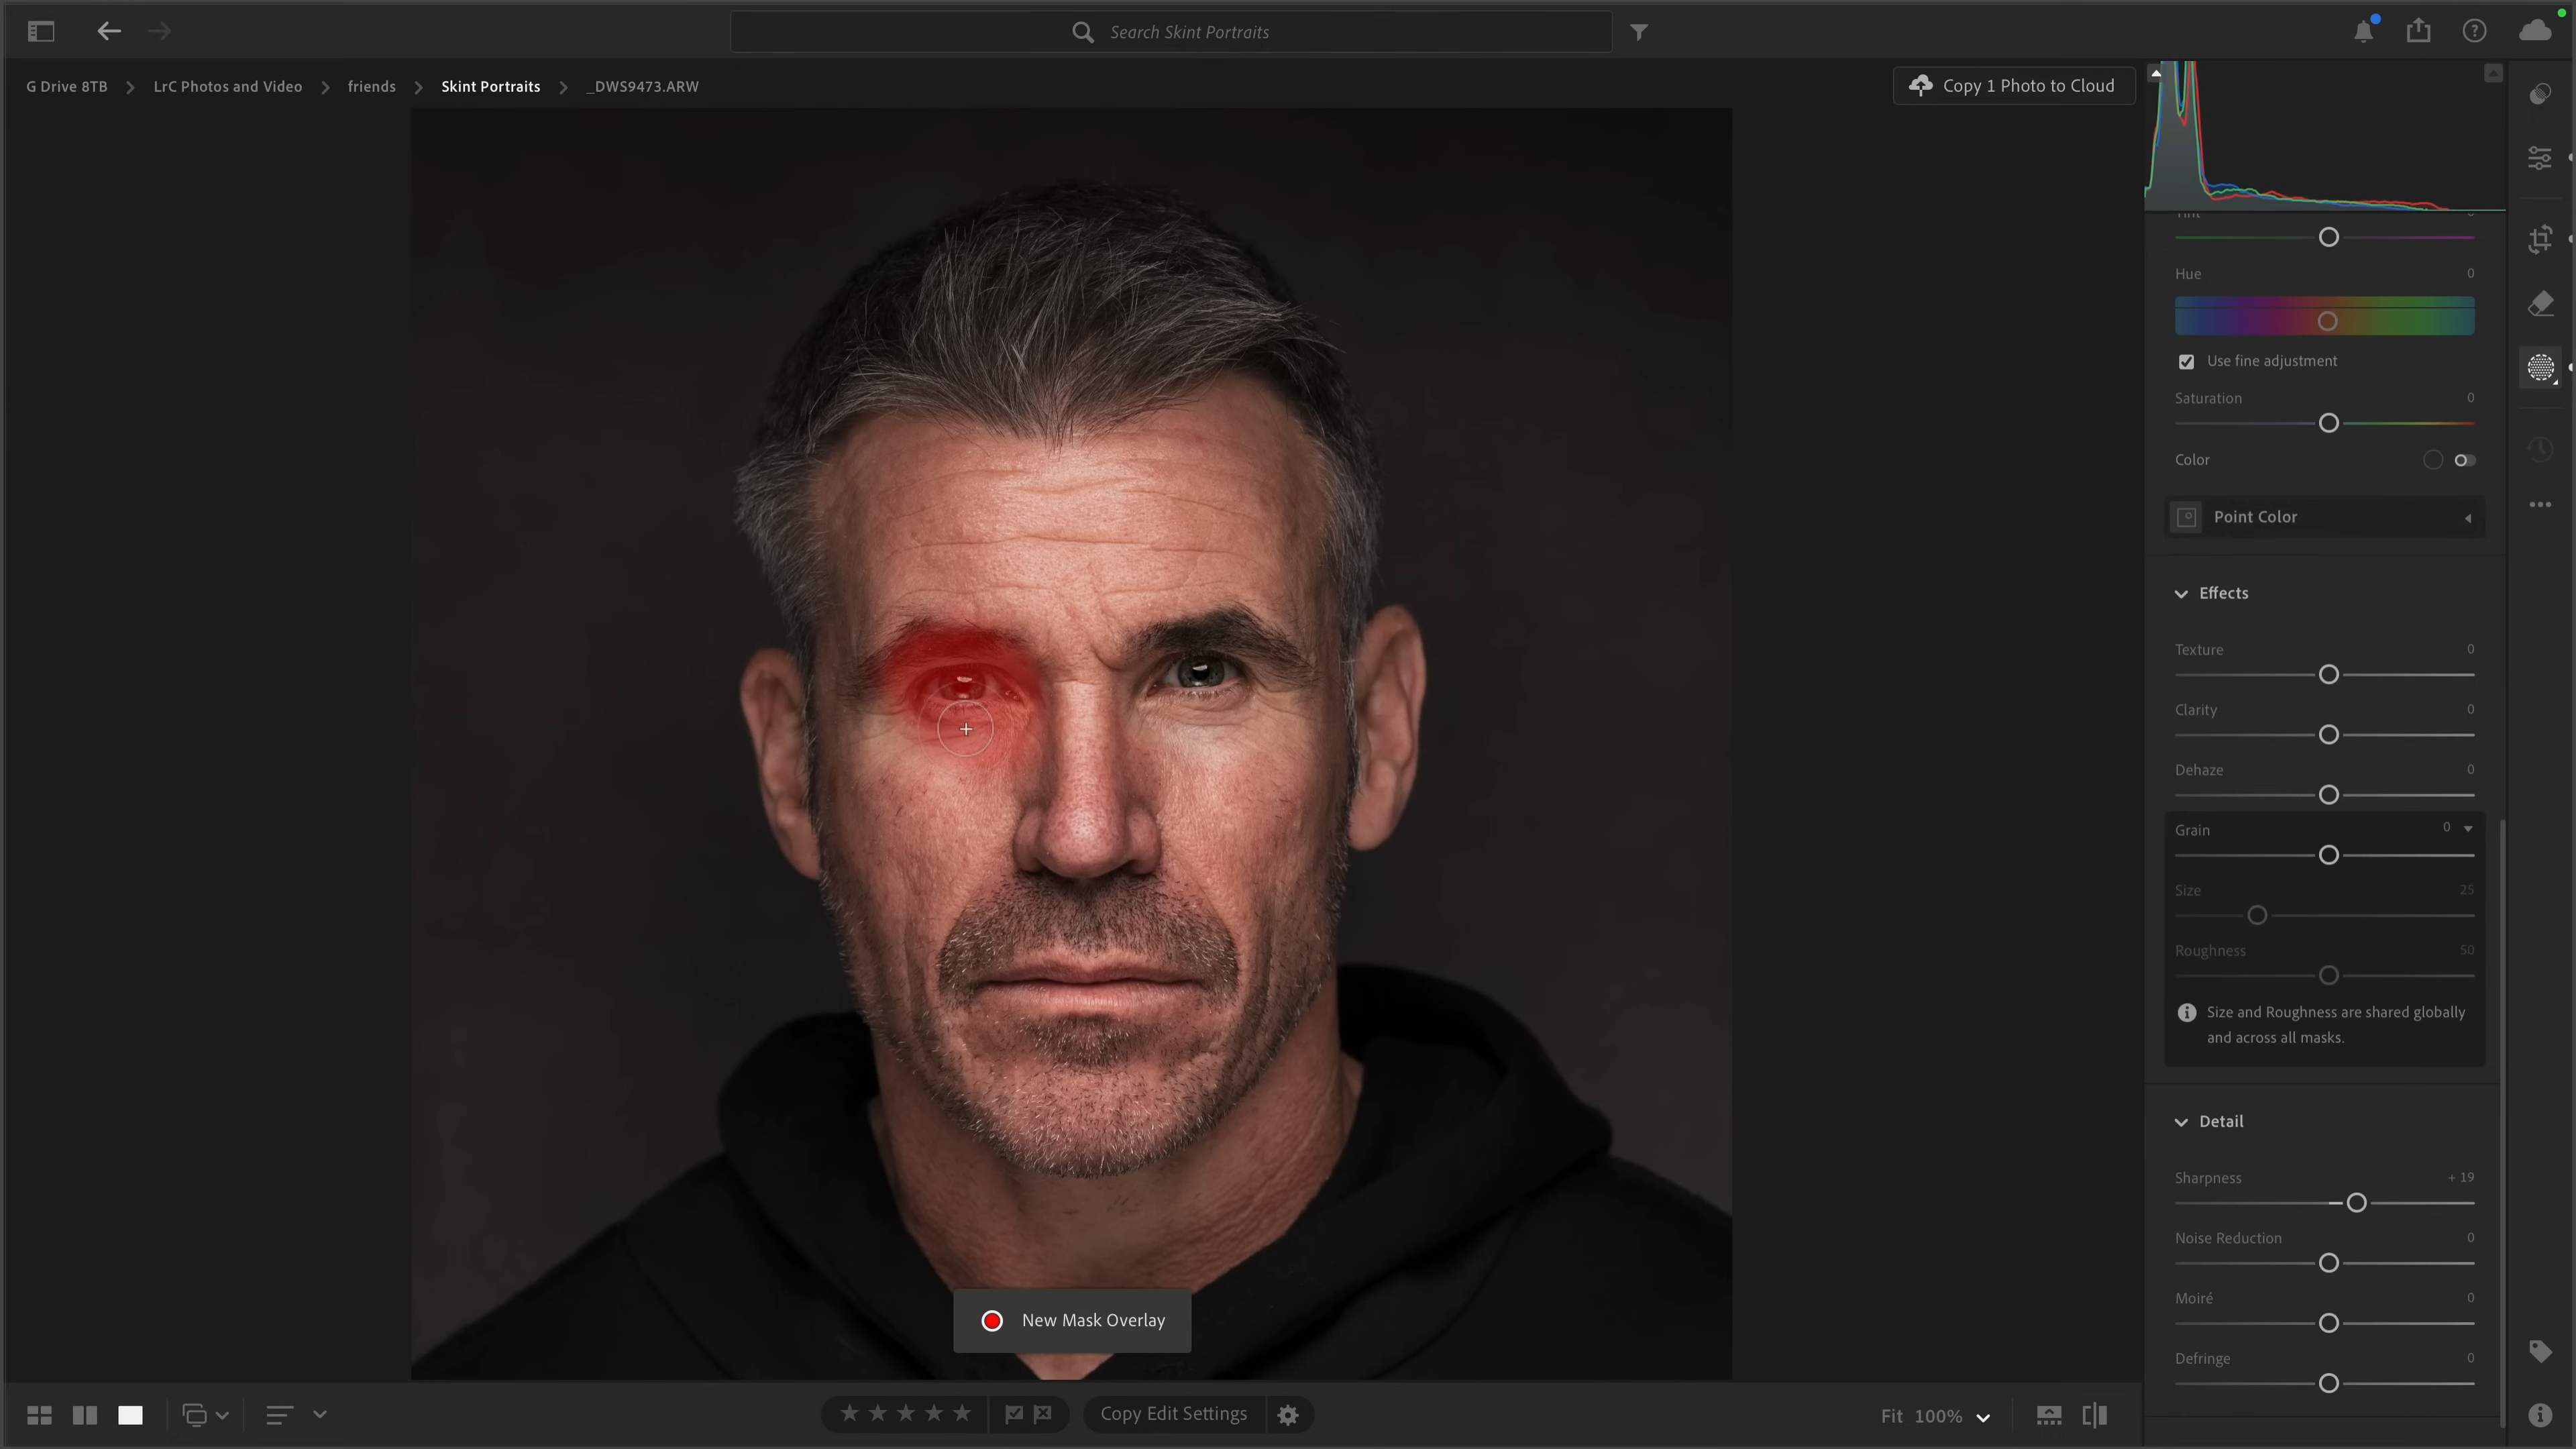 Search Skint Portraits
G Drive 8TB
LrC Photos and Video
friends
Skint Portraits
_DWS9473.ARW
Copy 1 Photo to Cloud
Hue 0
Use fine adjustment
Saturation 0
Color
Point Color
Effects
Texture 0
Clarity 0
Dehaze 0
Grain 0
Size 25
Roughness 50
Size and Roughness are shared globally
and across all masks.
Detail
Sharpness + 19
Noise Reduction 0
Moiré 0
Defringe 0
New Mask Overlay
Copy Edit Settings
Fit 100%